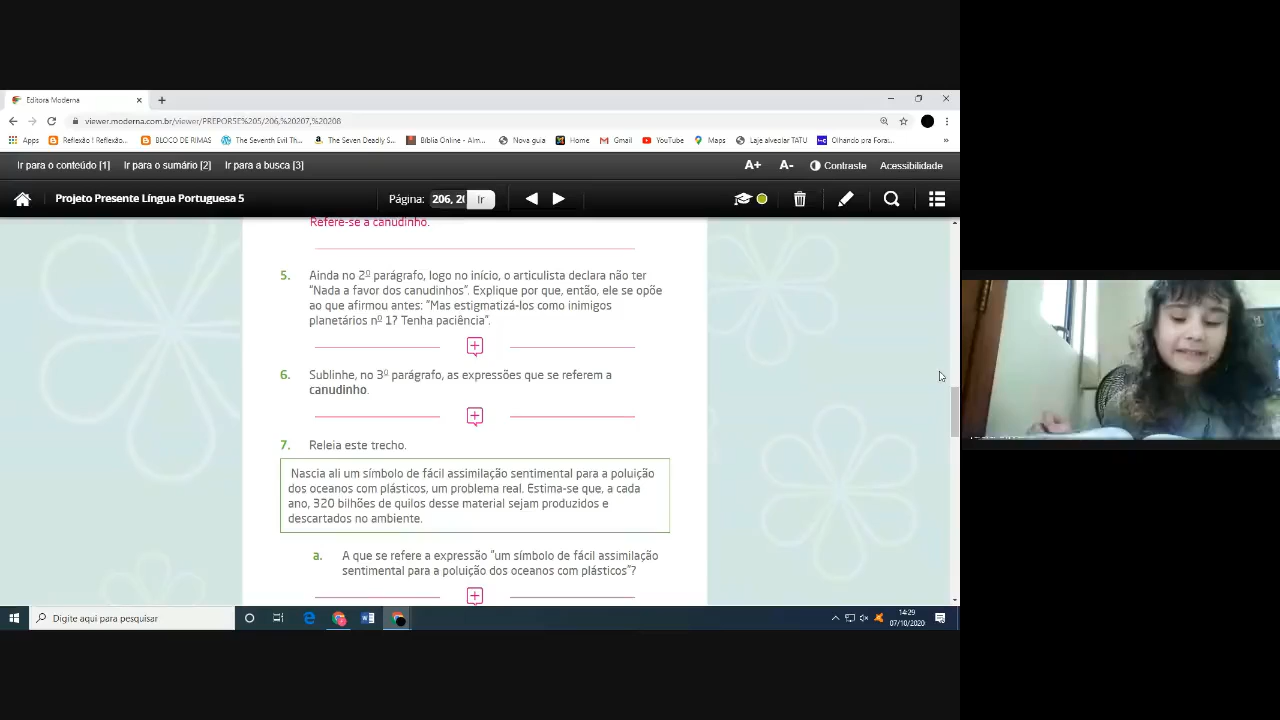 Editora Moderna
viewer.moderna.com.br/viewer/PREPOR5E%205/206,%20207,%20208
Apps
Reflexão ! Reflexão...
BLOCO DE RIMAS
The Seventh Evil Th...
The Seven Deadly S...
Bíblia Online - Alm...
Nova guia
Home
Gmail
YouTube
Maps
Laje alveolar TATU
Olhando pra Forai...
»
Ir para o conteúdo [1]
Ir para o sumário [2]
Ir para a busca [3]
A+
A-
Contraste
Acessibilidade
Projeto Presente Língua Portuguesa 5
Página:
206, 20
Ir
Refere-se a canudinho.
5. Ainda no 2º parágrafo, logo no início, o articulista declara não ter
“Nada a favor dos canudinhos”. Explique por que, então, ele se opõe
ao que afirmou antes: “Mas estigmatizá-los como inimigos
planetários nº 1? Tenha paciência”.
6. Sublinhe, no 3º parágrafo, as expressões que se referem a
canudinho.
7. Releia este trecho.
Nascia ali um símbolo de fácil assimilação sentimental para a poluição
dos oceanos com plásticos, um problema real. Estima-se que, a cada
ano, 320 bilhões de quilos desse material sejam produzidos e
descartados no ambiente.
a. A que se refere a expressão “um símbolo de fácil assimilação
sentimental para a poluição dos oceanos com plásticos”?
Digite aqui para pesquisar
14:29
07/10/2020